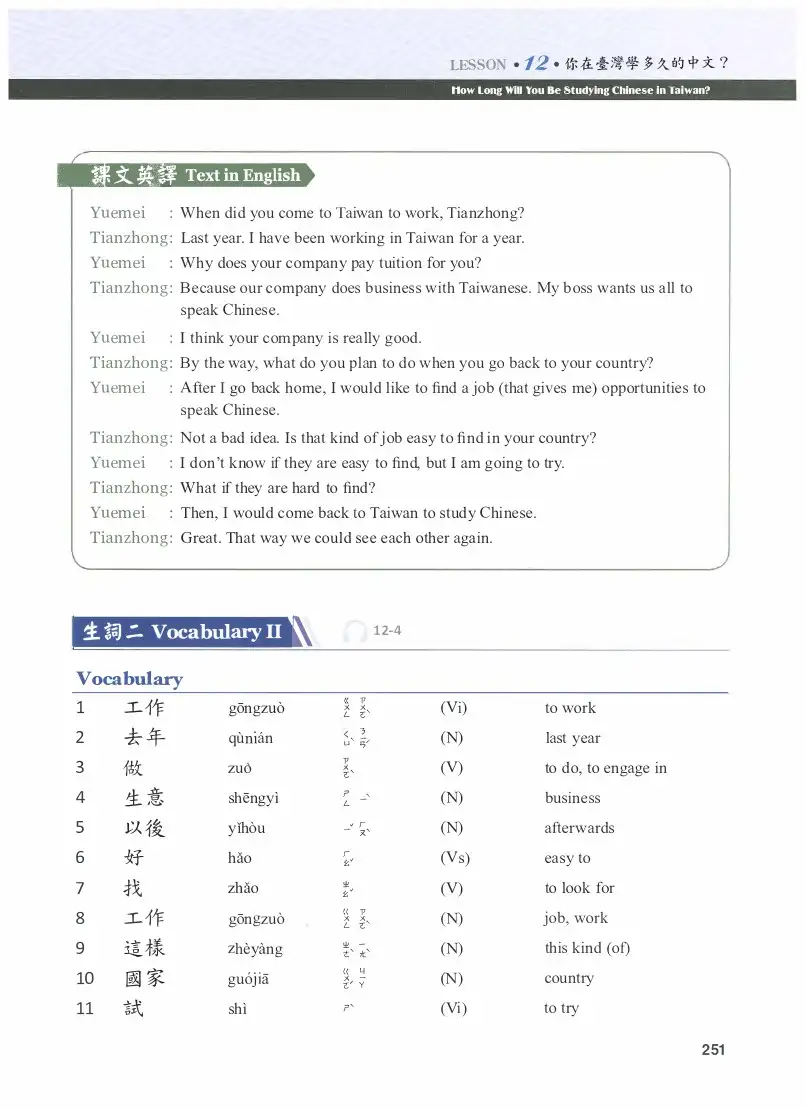 LESSON • 12 • 你在臺灣學多久的中文？
How Long Will You Be Studying Chinese in Taiwan?
課文英譯 Text in English
Yuemei : When did you come to Taiwan to work, Tianzhong?
Tianzhong: Last year. I have been working in Taiwan for a year.
Yuemei : Why does your company pay tuition for you?
Tianzhong: Because our company does business with Taiwanese. My boss wants us all to
speak Chinese.
Yuemei : I think your company is really good.
Tianzhong: By the way, what do you plan to do when you go back to your country?
Yuemei : After I go back home, I would like to find a job (that gives me) opportunities to
speak Chinese.
Tianzhong: Not a bad idea. Is that kind of job easy to find in your country?
Yuemei : I don't know if they are easy to find, but I am going to try.
Tianzhong: What if they are hard to find?
Yuemei : Then, I would come back to Taiwan to study Chinese.
Tianzhong: Great. That way we could see each other again.
生詞二 Vocabulary II 12-4
Vocabulary
1 工作 gōngzuò ㄍㄨㄥ ㄗㄨㄛˋ (Vi) to work
2 去年 qùnián ㄑㄩˋ ㄋㄧㄢˊ (N) last year
3 做 zuò ㄗㄨㄛˋ (V) to do, to engage in
4 生意 shēngyì ㄕㄥ ㄧˋ (N) business
5 以後 yǐhòu ㄧˇ ㄏㄡˋ (N) afterwards
6 好 hǎo ㄏㄠˇ (Vs) easy to
7 找 zhǎo ㄓㄠˇ (V) to look for
8 工作 gōngzuò ㄍㄨㄥ ㄗㄨㄛˋ (N) job, work
9 這樣 zhèyàng ㄓㄜˋ ㄧㄤˋ (N) this kind (of)
10 國家 guójiā ㄍㄨㄛˊ ㄐㄧㄚ (N) country
11 試 shì ㄕˋ (Vi) to try
251